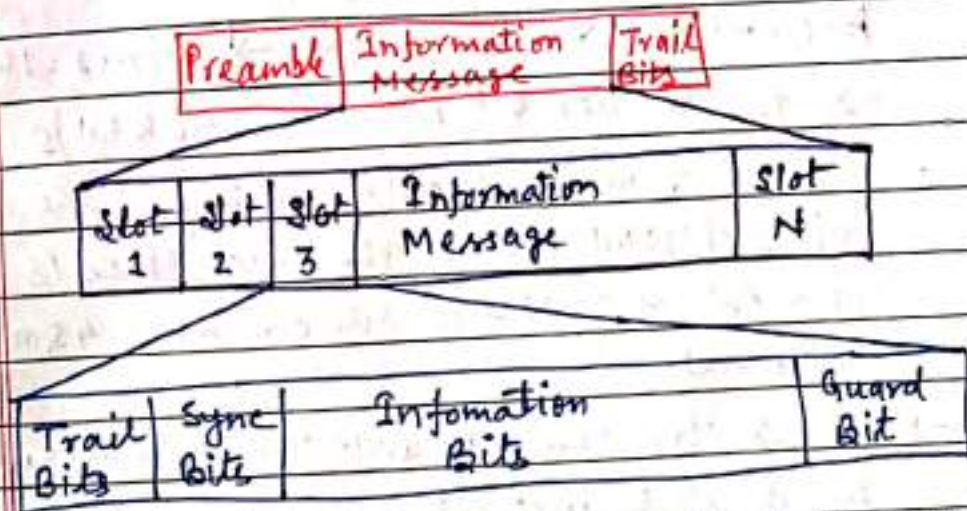 Preamble
Information
Message
Trail
Bits
Slot
1
Slot
2
Slot
3
Information
Message
Slot
N
Trail
Bits
Sync
Bits
Infomation
Bits
Guard
Bit